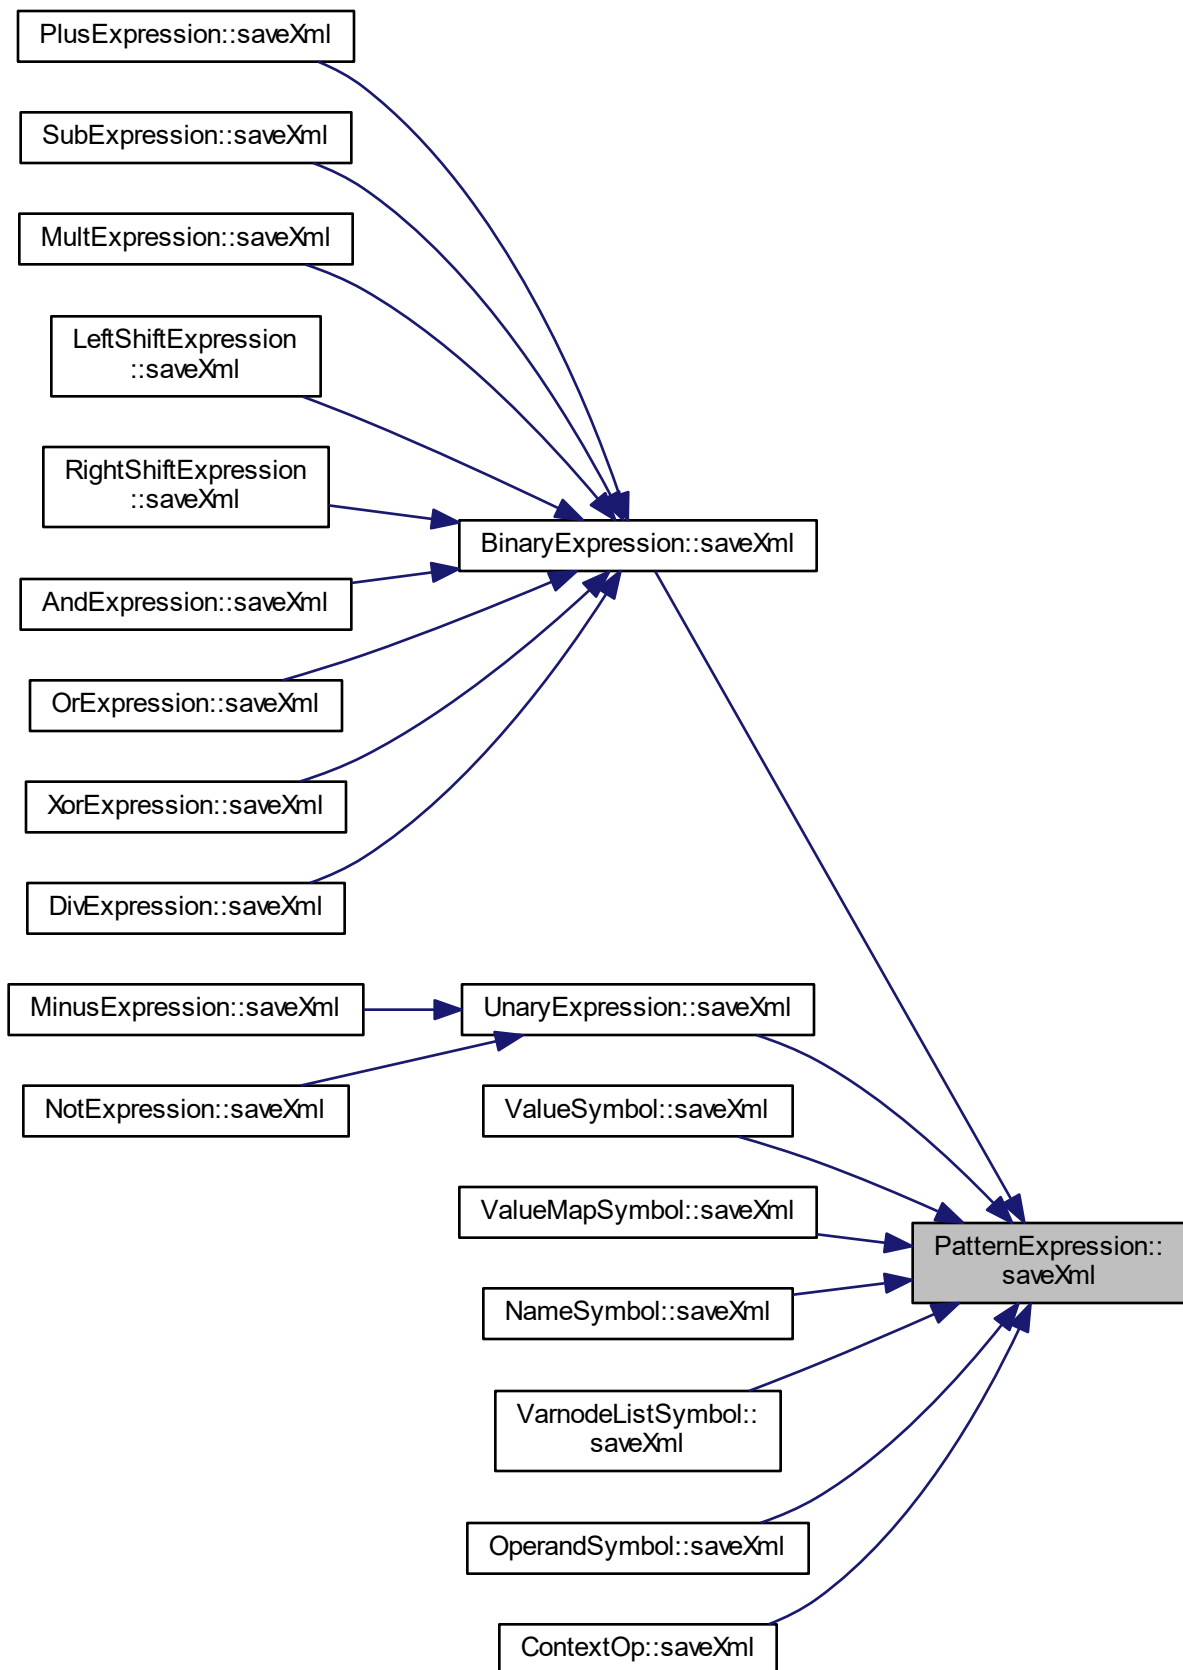 PlusExpression::saveXml
SubExpression::saveXml
MultExpression::saveXml
LeftShiftExpression
::saveXml
RightShiftExpression
::saveXml
BinaryExpression::saveXml
AndExpression::saveXml
OrExpression::saveXml
XorExpression::saveXml
DivExpression::saveXml
MinusExpression::saveXml
UnaryExpression::saveXml
NotExpression::saveXml
ValueSymbol::saveXml
ValueMapSymbol::saveXml
PatternExpression::
saveXml
NameSymbol::saveXml
VarnodeListSymbol::
saveXml
OperandSymbol::saveXml
ContextOp::saveXml